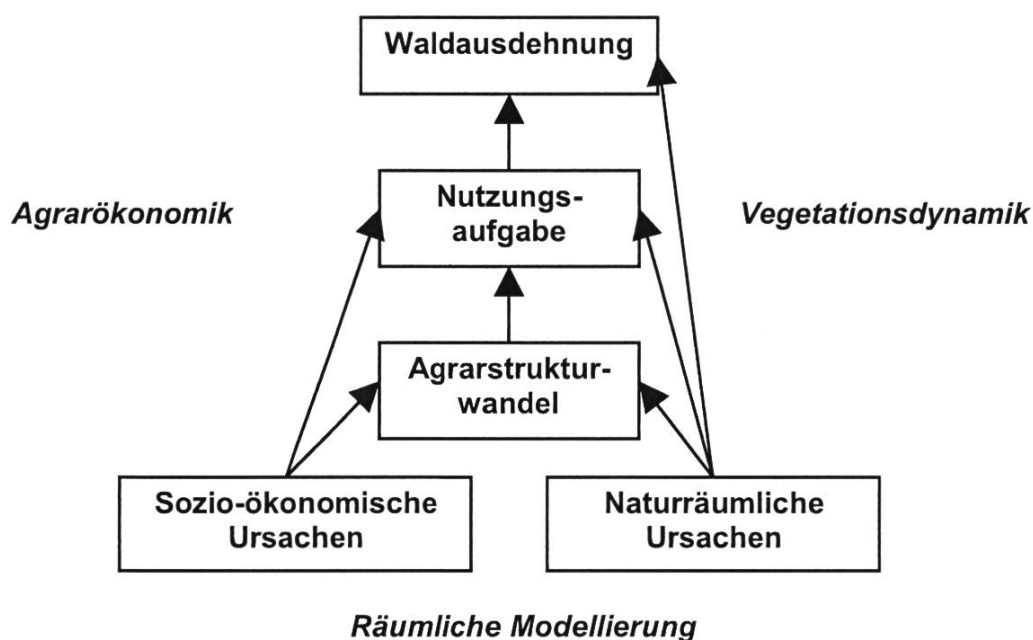 Waldausdehnung
Agrarökonomik
Nutzungs-
aufgabe
Vegetationsdynamik
Agrarstruktur-
wandel
Sozio-ökonomische
Ursachen
Naturräumliche
Ursachen
Räumliche Modellierung